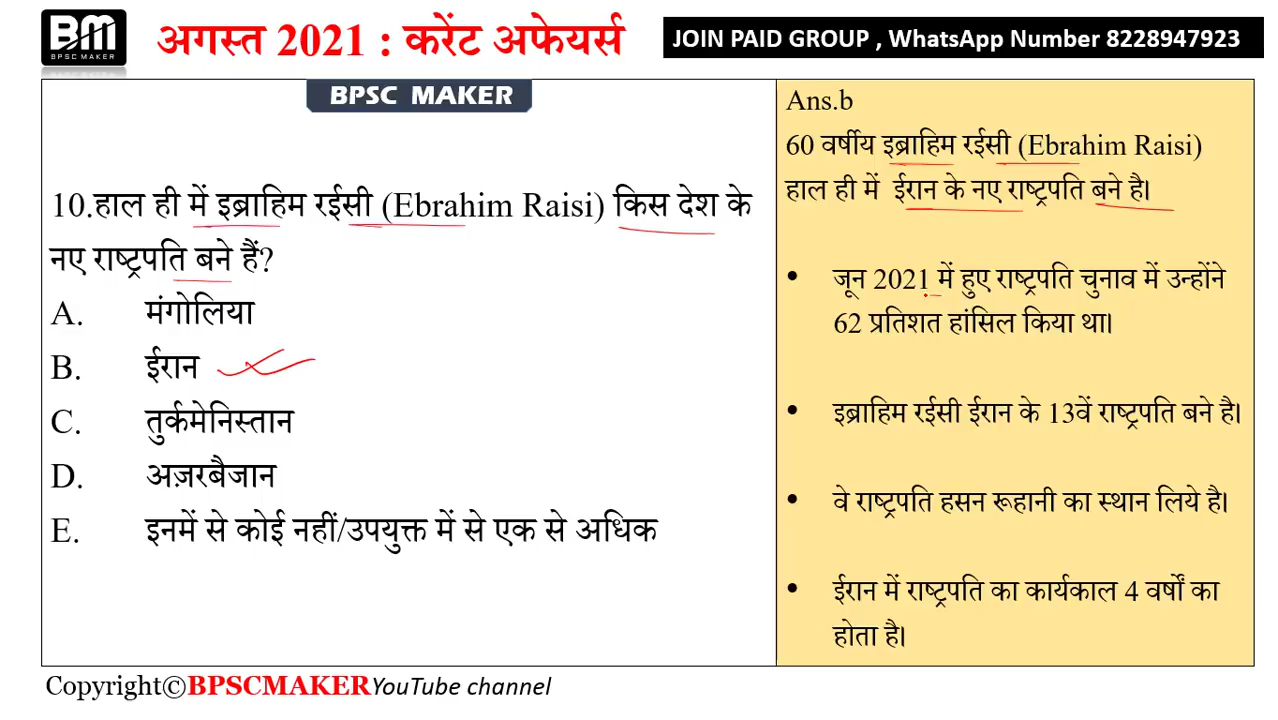 BM
BPSC MAKER
अगस्त 2021 : करेंट अफेयर्स
JOIN PAID GROUP , WhatsApp Number 8228947923
BPSC MAKER
10.हाल ही में इब्राहिम रईसी (Ebrahim Raisi) किस देश के
नए राष्ट्रपति बने हैं?
A. मंगोलिया
B. ईरान
C. तुर्कमेनिस्तान
D. अज़रबैजान
E. इनमें से कोई नहीं/उपयुक्त में से एक से अधिक
Ans.b
60 वर्षीय इब्राहिम रईसी (Ebrahim Raisi)
हाल ही में ईरान के नए राष्ट्रपति बने है।
• जून 2021 में हुए राष्ट्रपति चुनाव में उन्होंने
62 प्रतिशत हांसिल किया था।
• इब्राहिम रईसी ईरान के 13वें राष्ट्रपति बने है।
• वे राष्ट्रपति हसन रूहानी का स्थान लिये है।
• ईरान में राष्ट्रपति का कार्यकाल 4 वर्षों का
होता है।
Copyright©BPSCMAKERYouTube channel